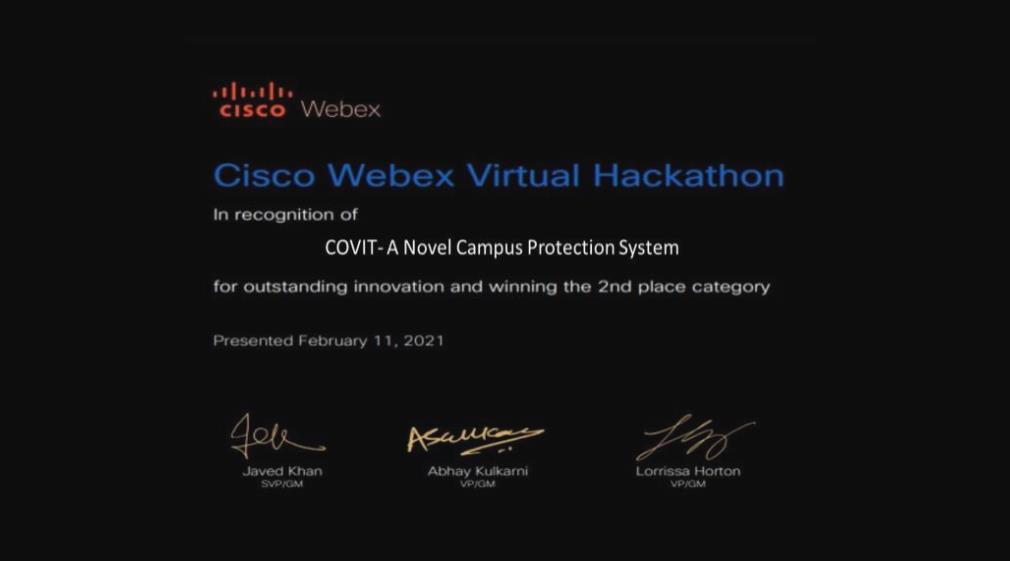 CISCO Webex
Cisco Webex Virtual Hackathon
In recognition of
COVIT- A Novel Campus Protection System
for outstanding innovation and winning the 2nd place category
Presented February 11, 2021
Javed Khan Abhay Kulkarni Lorrissa Horton
SVP/GM VP/GM VP/GM